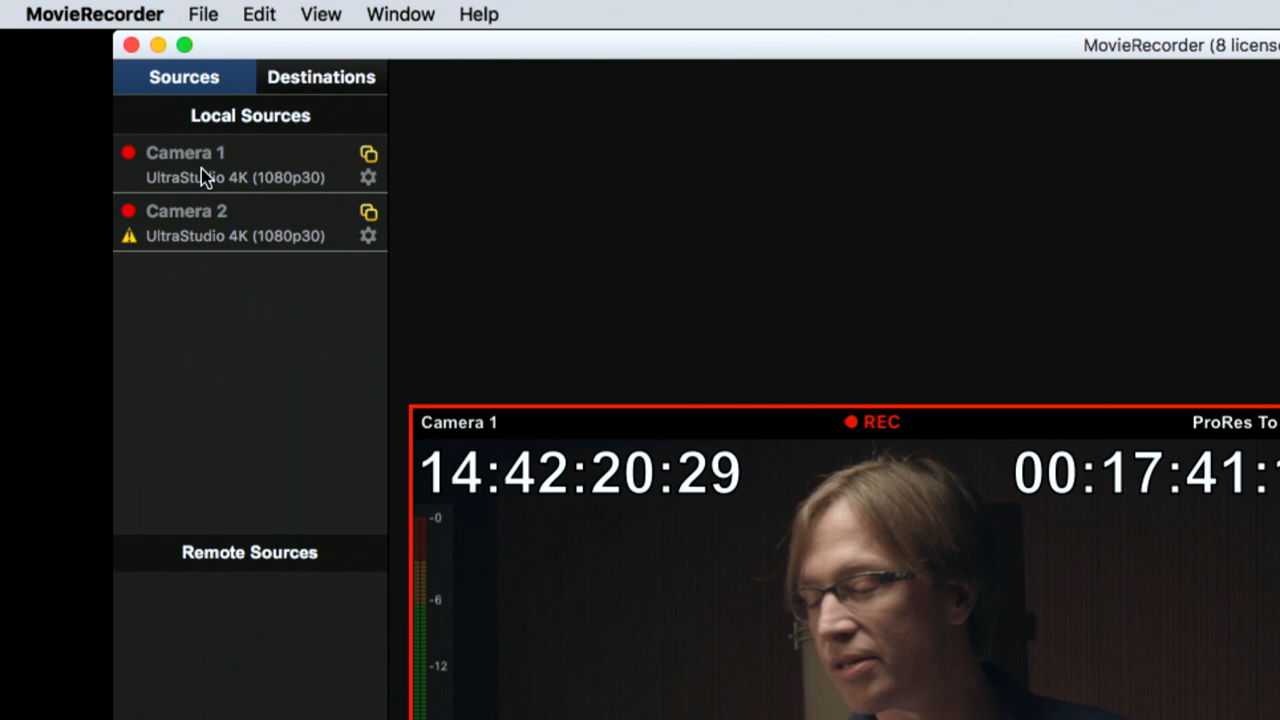 MovieRecorder File Edit View Window Help
MovieRecorder (8 license
Sources Destinations
Local Sources
Camera 1
UltraStudio 4K (1080p30)
Camera 2
UltraStudio 4K (1080p30)
Camera 1 REC ProRes To
14:42:20:29 00:17:41:
-0
-6
Remote Sources
-12